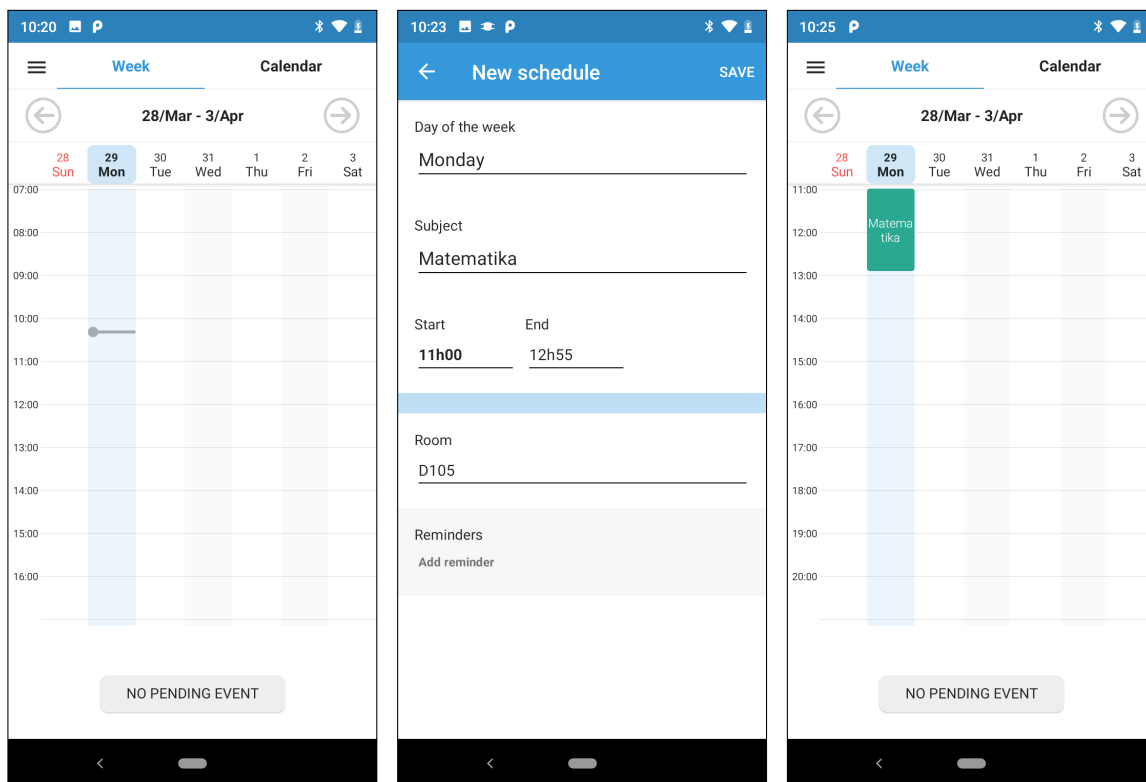 10:20
Week Calendar
28/Mar - 3/Apr
28 29 30 31 1 2 3
Sun Mon Tue Wed Thu Fri Sat
07:00
08:00
09:00
10:00
11:00
12:00
13:00
14:00
15:00
16:00
NO PENDING EVENT
10:23
New schedule SAVE
Day of the week
Monday
Subject
Matematika
Start End
11h00 12h55
Room
D105
Reminders
Add reminder
10:25
Week Calendar
28/Mar - 3/Apr
28 29 30 31 1 2 3
Sun Mon Tue Wed Thu Fri Sat
11:00
Matema
12:00
tika
13:00
15:00
16:00
17:00
18:00
19:00
20:00
NO PENDING EVENT